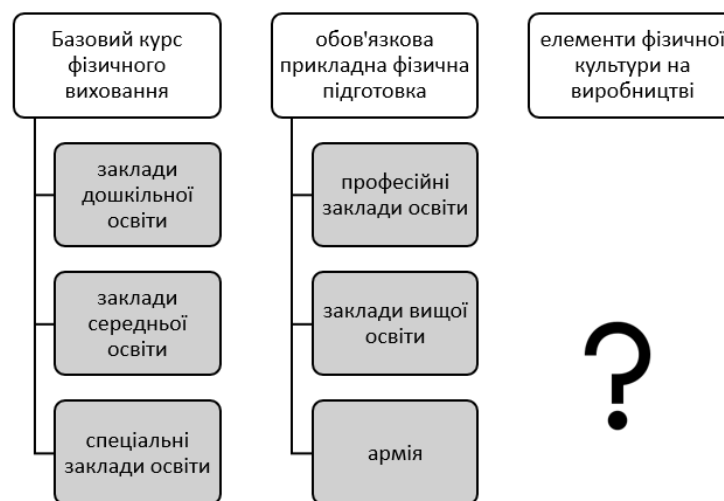 Базовий курс
фізичного
виховання
заклади
дошкільної
освіти
заклади
середньої
освіти
спеціальні
заклади освіти
обов'язкова
прикладна фізична
підготовка
професійні
заклади освіти
заклади вищої
освіти
армія
елементи фізичної
культури на
виробництві
?